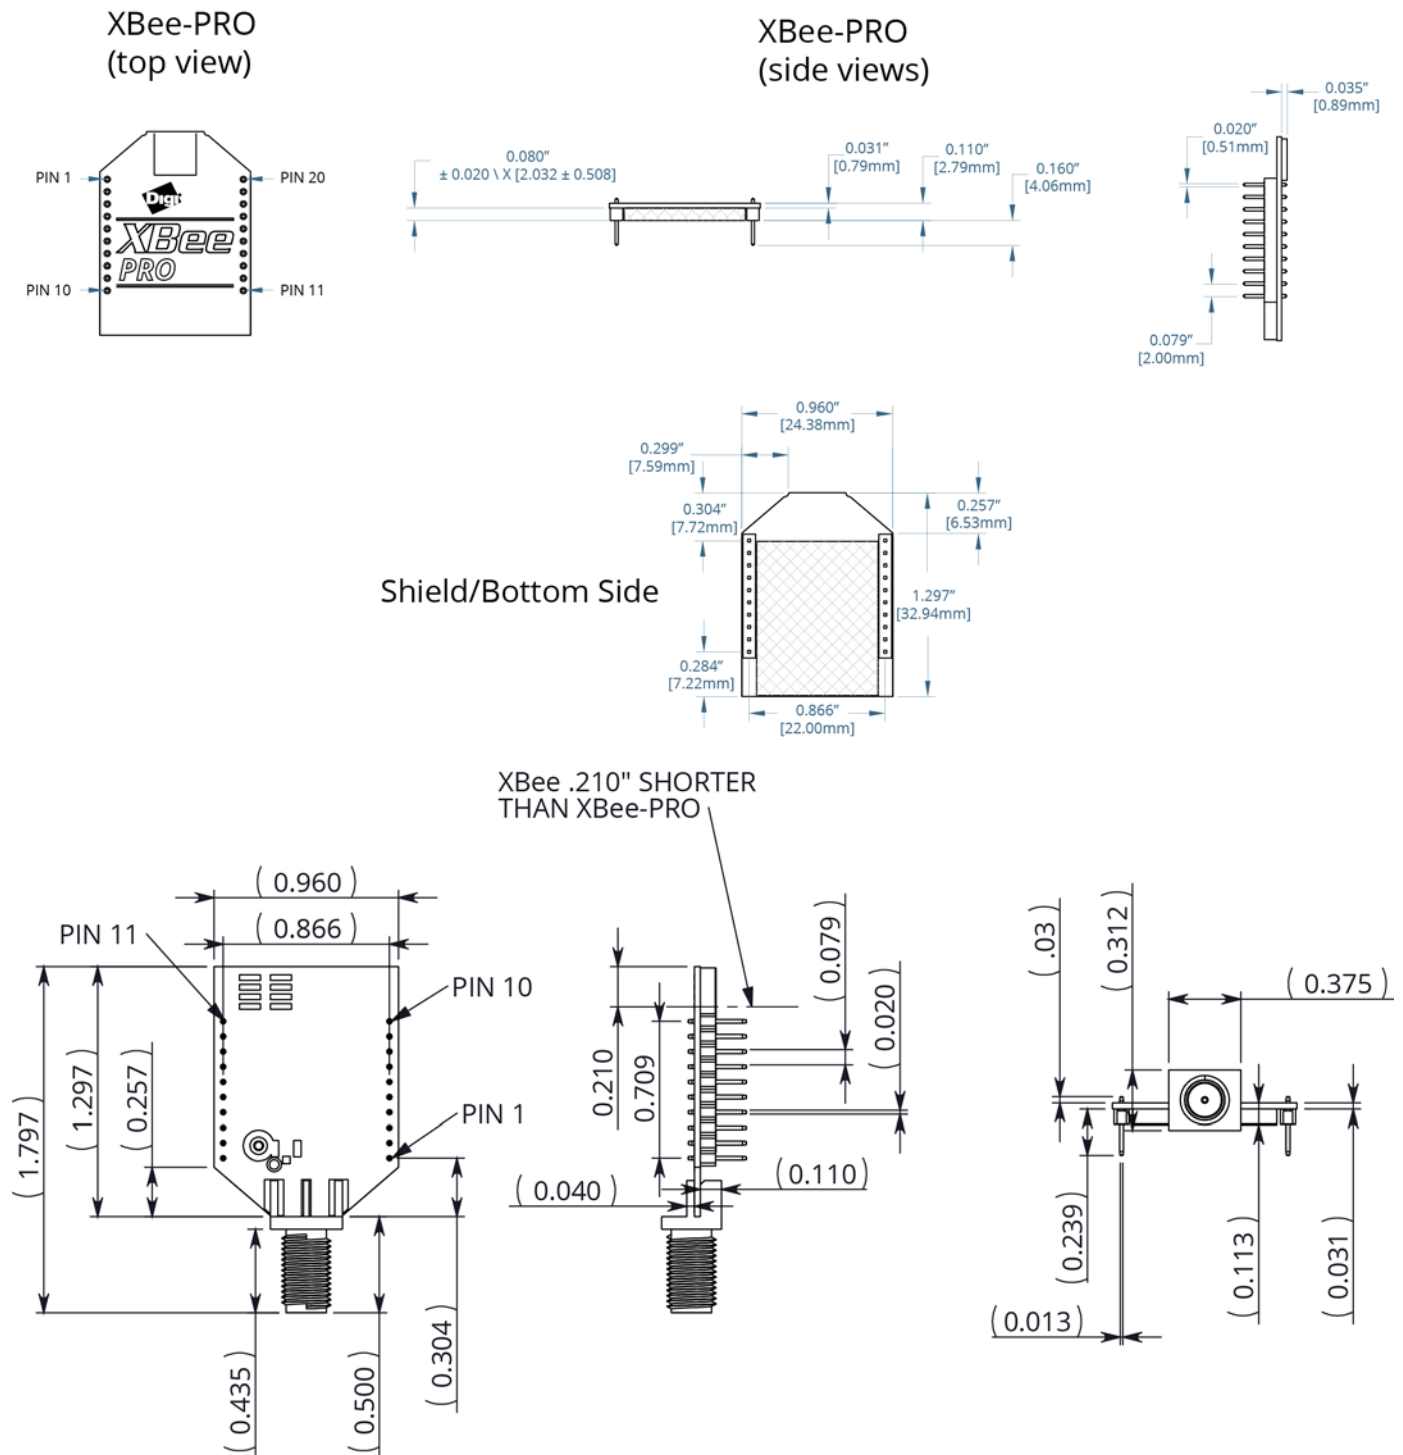 XBee-PRO
(top view)
XBee-PRO
(side views)
PIN 1
PIN 20
Digi
XBee
PRO
PIN 10
PIN 11
0.080"
± 0.020 \ X [2.032 ± 0.508]
0.031"
[0.79mm]
0.110"
[2.79mm]
0.160"
[4.06mm]
0.035"
[0.89mm]
0.020"
[0.51mm]
0.079"
[2.00mm]
0.960"
[24.38mm]
0.299"
[7.59mm]
0.304"
[7.72mm]
0.257"
[6.53mm]
Shield/Bottom Side
1.297"
[32.94mm]
0.284"
[7.22mm]
0.866"
[22.00mm]
XBee .210" SHORTER
THAN XBee-PRO
( 0.960 )
( 0.866 )
PIN 11
PIN 10
PIN 1
( 1.797 )
( 1.297 )
( 0.257 )
( 0.435 )
( 0.500 )
( 0.304 )
0.210
0.709
( 0.079 )
( 0.020 )
( 0.040 )
( 0.110 )
( .03 )
( 0.312 )
( 0.375 )
( 0.239 )
( 0.013 )
( 0.113 )
( 0.031 )